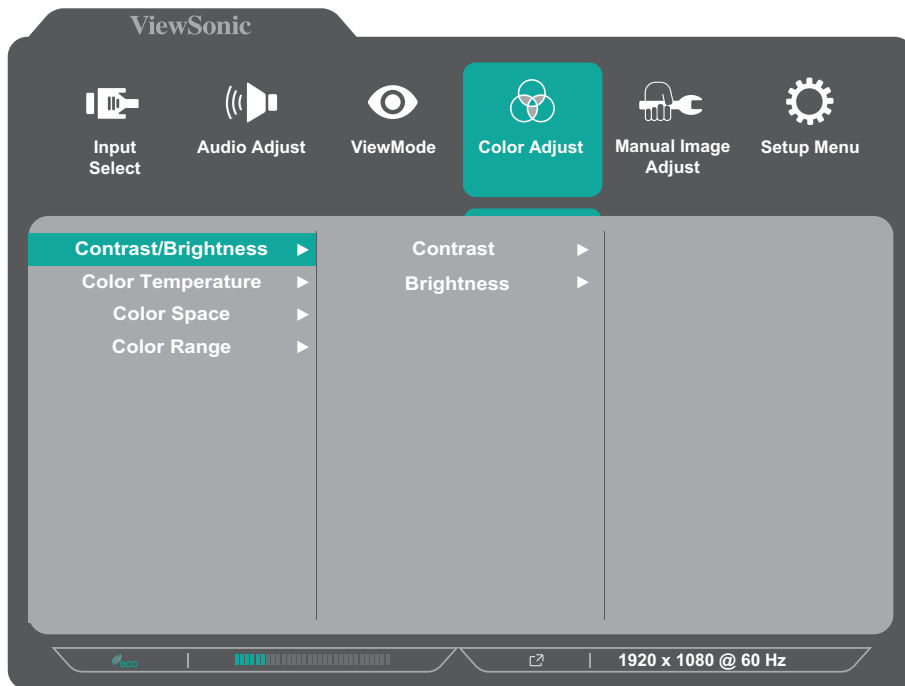 ViewSonic
Input
Select
Audio Adjust
ViewMode
Color Adjust
Manual Image
Adjust
Setup Menu
Contrast/Brightness
Color Temperature
Color Space
Color Range
Contrast
Brightness
eco
1920 x 1080 @ 60 Hz